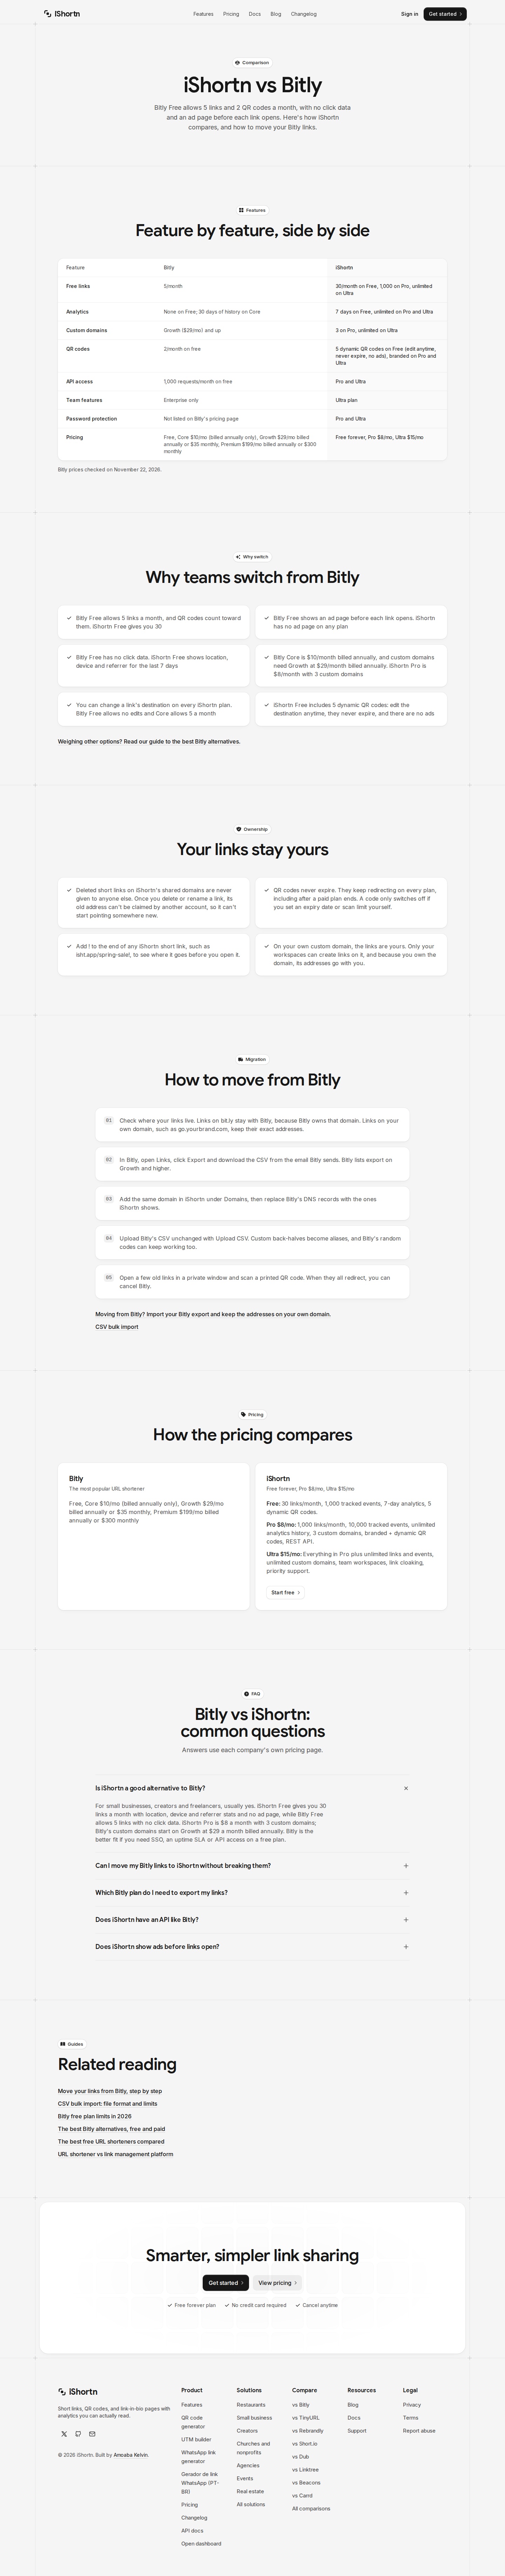 iShortn
Features
Pricing
Docs
Blog
Changelog
Sign in
Get started
Comparison
iShortn vs Bitly
Bitly Free allows 5 links and 2 QR codes a month, with no click data
and an ad page before each link opens. Here's how iShortn
compares, and how to move your Bitly links.
Features
Feature by feature, side by side
Feature
Bitly
iShortn
Free links
5/month
30/month on Free, 1,000 on Pro, unlimited
on Ultra
Analytics
None on Free; 30 days of history on Core
7 days on Free, unlimited on Pro and Ultra
Custom domains
Growth ($29/mo) and up
3 on Pro, unlimited on Ultra
QR codes
2/month on free
5 dynamic QR codes on Free (edit anytime,
never expire, no ads), branded on Pro and
Ultra
API access
1,000 requests/month on free
Pro and Ultra
Team features
Enterprise only
Ultra plan
Password protection
Not listed on Bitly's pricing page
Pro and Ultra
Pricing
Free, Core $10/mo (billed annually only), Growth $29/mo billed
annually or $35 monthly, Premium $199/mo billed annually or $300
monthly
Free forever, Pro $8/mo, Ultra $15/mo
Bitly prices checked on November 22, 2026.
Why switch
Why teams switch from Bitly
Bitly Free allows 5 links a month, and QR codes count toward
them. iShortn Free gives you 30
Bitly Free shows an ad page before each link opens. iShortn
has no ad page on any plan
Bitly Free has no click data. iShortn Free shows location,
device and referrer for the last 7 days
Bitly Core is $10/month billed annually, and custom domains
need Growth at $29/month billed annually. iShortn Pro is
$8/month with 3 custom domains
You can change a link's destination on every iShortn plan.
Bitly Free allows no edits and Core allows 5 a month
iShortn Free includes 5 dynamic QR codes: edit the
destination anytime, they never expire, and there are no ads
Weighing other options? Read our guide to the best Bitly alternatives.
Ownership
Your links stay yours
Deleted short links on iShortn's shared domains are never
given to anyone else. Once you delete or rename a link, its
old address can't be claimed by another account, so it can't
start pointing somewhere new.
QR codes never expire. They keep redirecting on every plan,
including after a paid plan ends. A code only switches off if
you set an expiry date or scan limit yourself.
Add ! to the end of any iShortn short link, such as
isht.app/spring-sale!, to see where it goes before you open it.
On your own custom domain, the links are yours. Only your
workspaces can create links on it, and because you own the
domain, its addresses go with you.
Migration
How to move from Bitly
01
Check where your links live. Links on bit.ly stay with Bitly, because Bitly owns that domain. Links on your
own domain, such as go.yourbrand.com, keep their exact addresses.
02
In Bitly, open Links, click Export and download the CSV from the email Bitly sends. Bitly lists export on
Growth and higher.
03
Add the same domain in iShortn under Domains, then replace Bitly's DNS records with the ones
iShortn shows.
04
Upload Bitly's CSV unchanged with Upload CSV. Custom back-halves become aliases, and Bitly's random
codes can keep working too.
05
Open a few old links in a private window and scan a printed QR code. When they all redirect, you can
cancel Bitly.
Moving from Bitly? Import your Bitly export and keep the addresses on your own domain.
CSV bulk import
Pricing
How the pricing compares
Bitly
The most popular URL shortener
Free, Core $10/mo (billed annually only), Growth $29/mo
billed annually or $35 monthly, Premium $199/mo billed
annually or $300 monthly
iShortn
Free forever, Pro $8/mo, Ultra $15/mo
Free: 30 links/month, 1,000 tracked events, 7-day analytics, 5
dynamic QR codes.
Pro $8/mo: 1,000 links/month, 10,000 tracked events, unlimited
analytics history, 3 custom domains, branded + dynamic QR
codes, REST API.
Ultra $15/mo: Everything in Pro plus unlimited links and events,
unlimited custom domains, team workspaces, link cloaking,
priority support.
Start free
FAQ
Bitly vs iShortn:
common questions
Answers use each company's own pricing page.
Is iShortn a good alternative to Bitly?
For small businesses, creators and freelancers, usually yes. iShortn Free gives you 30
links a month with location, device and referrer stats and no ad page, while Bitly Free
allows 5 links with no click data. iShortn Pro is $8 a month with 3 custom domains;
Bitly's custom domains start on Growth at $29 a month billed annually. Bitly is the
better fit if you need SSO, an uptime SLA or API access on a free plan.
Can I move my Bitly links to iShortn without breaking them?
Which Bitly plan do I need to export my links?
Does iShortn have an API like Bitly?
Does iShortn show ads before links open?
Guides
Related reading
Move your links from Bitly, step by step
CSV bulk import: file format and limits
Bitly free plan limits in 2026
The best Bitly alternatives, free and paid
The best free URL shorteners compared
URL shortener vs link management platform
Smarter, simpler link sharing
Get started
View pricing
Free forever plan
No credit card required
Cancel anytime
iShortn
Short links, QR codes, and link-in-bio pages with
analytics you can actually read.
© 2026 iShortn. Built by Amoaba Kelvin.
Product
Features
QR code
generator
UTM builder
WhatsApp link
generator
Gerador de link
WhatsApp (PT-
BR)
Pricing
Changelog
API docs
Open dashboard
Solutions
Restaurants
Small business
Creators
Churches and
nonprofits
Agencies
Events
Real estate
All solutions
Compare
vs Bitly
vs TinyURL
vs Rebrandly
vs Short.io
vs Dub
vs Linktree
vs Beacons
vs Carrd
All comparisons
Resources
Blog
Docs
Support
Legal
Privacy
Terms
Report abuse